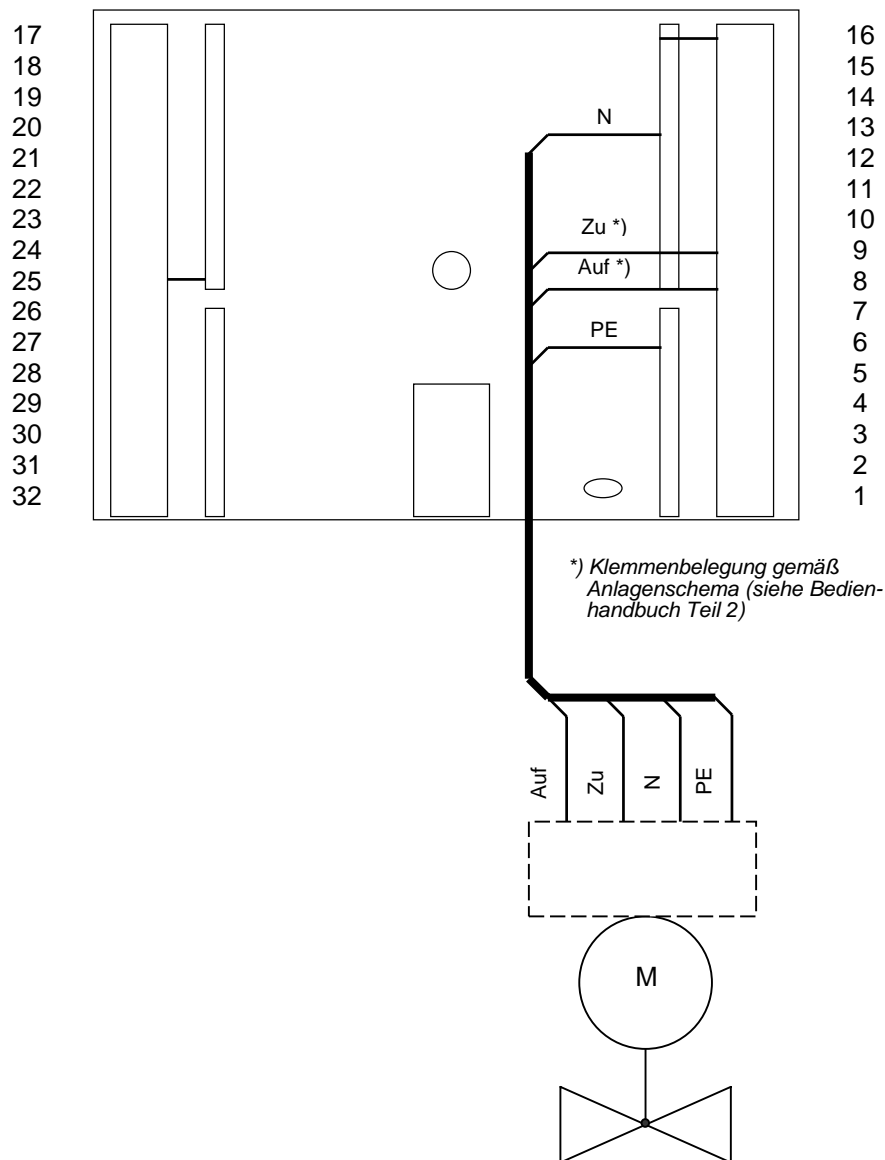 17 16
18 15
19 14
20 N 13
21 12
22 11
23 10
Zu *)
24 9
Auf *)
25 8
26 7
PE
27 6
28 5
29 4
30 3
31 2
32 1
*) Klemmenbelegung gemäß
Anlagenschema (siehe Bedien-
handbuch Teil 2)
Auf
Zu
N
PE
M